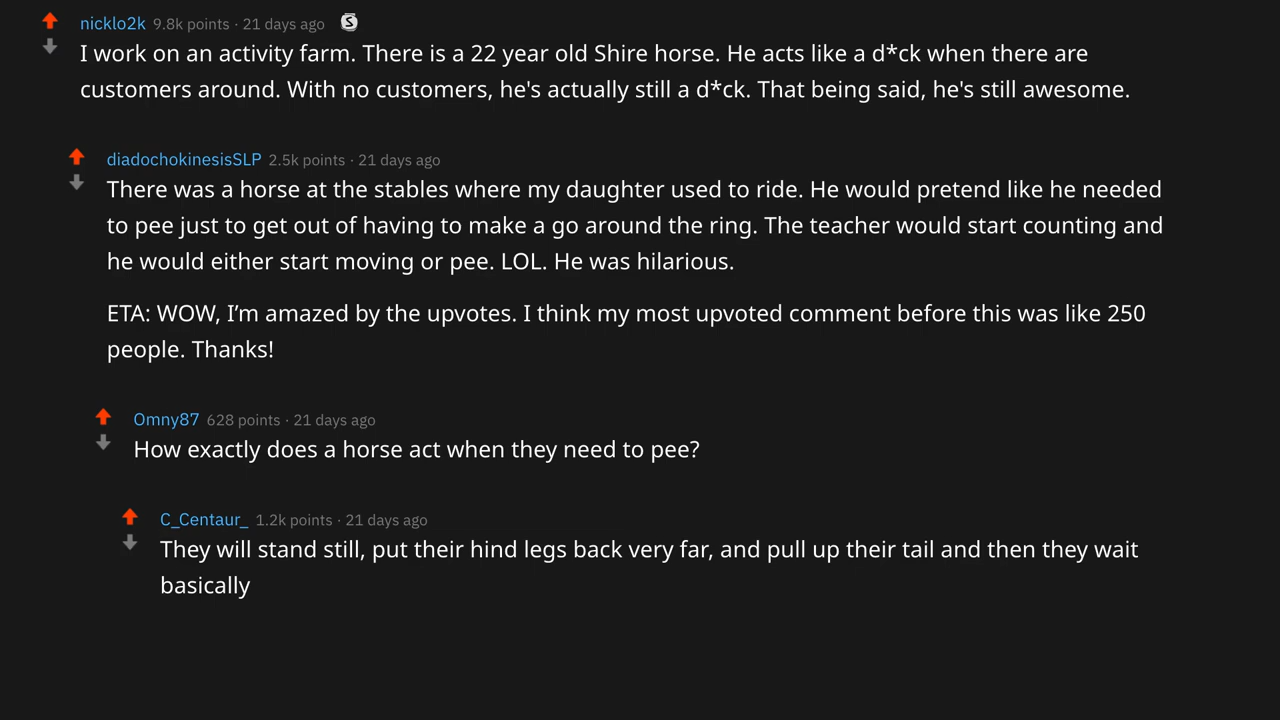 nicklo2k 9.8k points · 21 days ago S
I work on an activity farm. There is a 22 year old Shire horse. He acts like a d*ck when there are
customers around. With no customers, he's actually still a d*ck. That being said, he's still awesome.
diadochokinesisSLP 2.5k points · 21 days ago
There was a horse at the stables where my daughter used to ride. He would pretend like he needed
to pee just to get out of having to make a go around the ring. The teacher would start counting and
he would either start moving or pee. LOL. He was hilarious.
ETA: WOW, I’m amazed by the upvotes. I think my most upvoted comment before this was like 250
people. Thanks!
Omny87 628 points · 21 days ago
How exactly does a horse act when they need to pee?
C_Centaur_ 1.2k points · 21 days ago
They will stand still, put their hind legs back very far, and pull up their tail and then they wait
basically